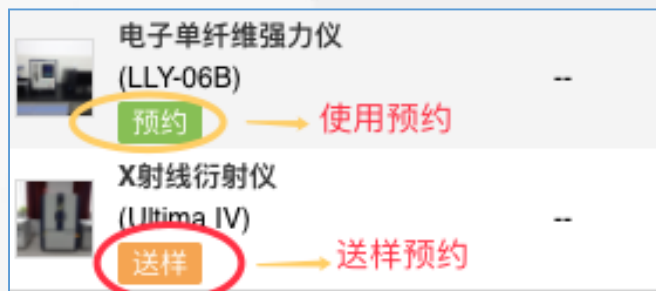 电子单纤维强力仪
(LLY-06B) --
预约 使用预约
X射线衍射仪
(Ultima IV) --
送样 送样预约